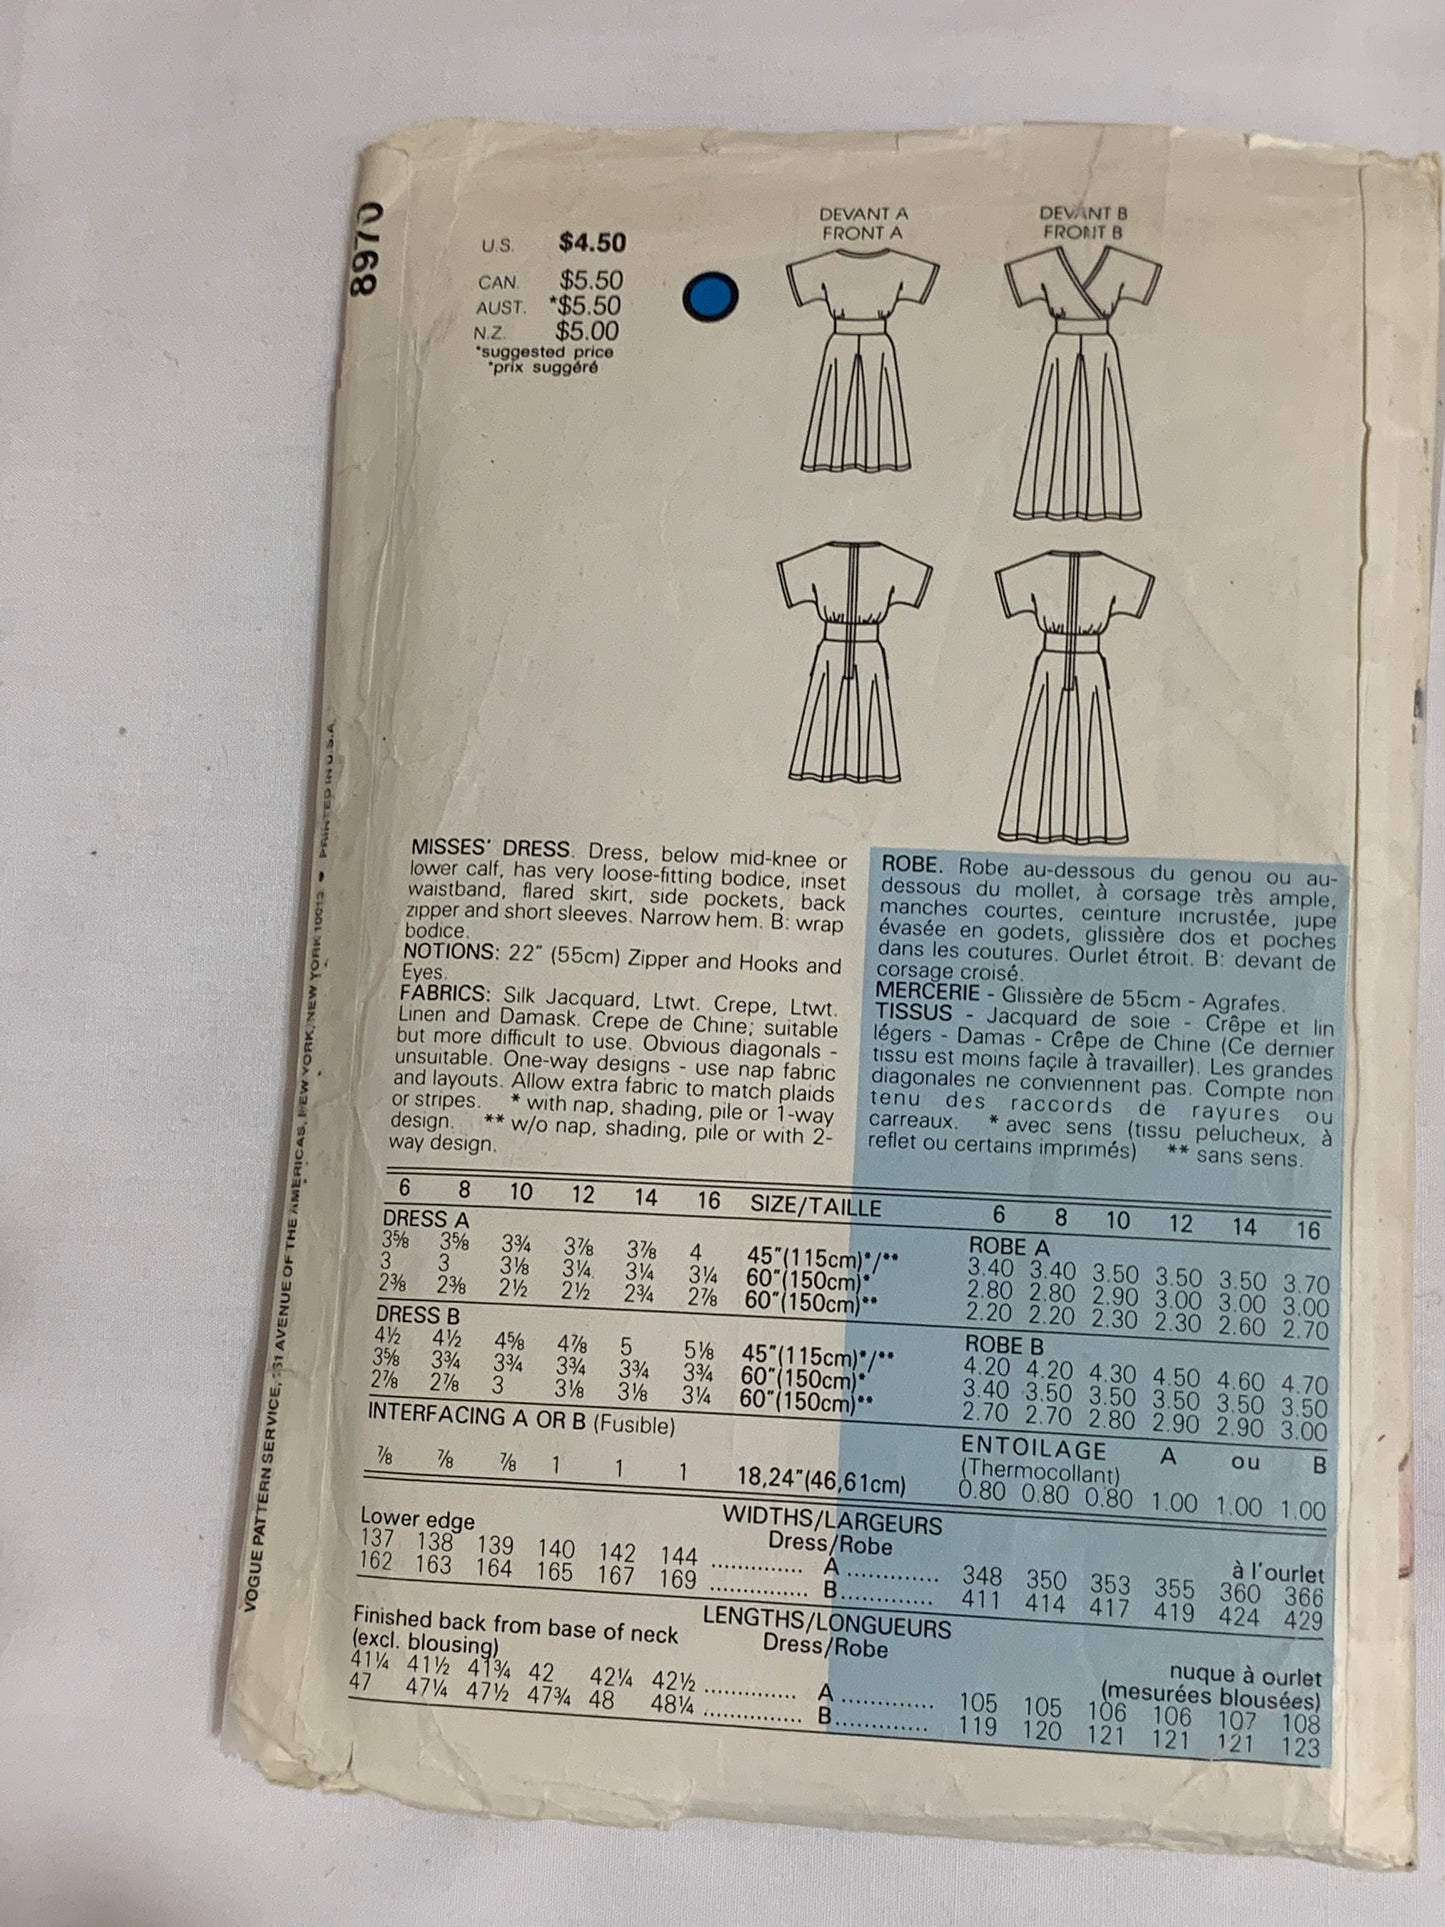 8970
U.S. $4.50
CAN. $5.50
AUST. *$5.50
N.Z. $5.00
*suggested price
*prix suggéré
DEVANT A
FRONT A
DEVANT B
FRONT B
VOGUE PATTERN SERVICE, 161 AVENUE OF THE AMERICAS, NEW YORK, NEW YORK 10013 ● PRINTED IN U.S.A.
MISSES' DRESS. Dress, below mid-knee or
lower calf, has very loose-fitting bodice, inset
waistband, flared skirt, side pockets, back
zipper and short sleeves. Narrow hem. B: wrap
bodice.
NOTIONS: 22" (55cm) Zipper and Hooks and
Eyes.
FABRICS: Silk Jacquard, Ltwt. Crepe, Ltwt.
Linen and Damask. Crepe de Chine; suitable
but more difficult to use. Obvious diagonals -
unsuitable. One-way designs - use nap fabric
and layouts. Allow extra fabric to match plaids
or stripes. * with nap, shading, pile or 1-way
design. ** w/o nap, shading, pile or with 2-
way design.
ROBE. Robe au-dessous du genou ou au-
dessous du mollet, à corsage très ample,
manches courtes, ceinture incrustée, jupe
évasée en godets, glissière dos et poches
dans les coutures. Ourlet étroit. B: devant de
corsage croisé.
MERCERIE - Glissière de 55cm - Agrafes.
TISSUS - Jacquard de soie - Crêpe et lin
légers - Damas - Crêpe de Chine (Ce dernier
tissu est moins façile à travailler). Les grandes
diagonales ne conviennent pas. Compte non
tenu des raccords de rayures ou
carreaux. * avec sens (tissu pelucheux, à
reflet ou certains imprimés) ** sans sens.
6 8 10 12 14 16 SIZE/TAILLE 6 8 10 12 14 16
DRESS A ROBE A
3⅝ 3⅝ 3¾ 3⅞ 3⅞ 4 45"(115cm)*/** 3.40 3.40 3.50 3.50 3.50 3.70
3 3 3⅛ 3¼ 3¼ 3¼ 60"(150cm)* 2.80 2.80 2.90 3.00 3.00 3.00
2⅜ 2⅜ 2½ 2½ 2¾ 2⅞ 60"(150cm)** 2.20 2.20 2.30 2.30 2.60 2.70
DRESS B ROBE B
4½ 4½ 4⅝ 4⅞ 5 5⅛ 45"(115cm)*/** 4.20 4.20 4.30 4.50 4.60 4.70
3⅝ 3¾ 3¾ 3¾ 3¾ 3¾ 60"(150cm)* 3.40 3.50 3.50 3.50 3.50 3.50
2⅞ 2⅞ 3 3⅛ 3⅛ 3¼ 60"(150cm)** 2.70 2.70 2.80 2.90 2.90 3.00
INTERFACING A OR B (Fusible) ENTOILAGE A ou B
(Thermocollant)
⅞ ⅞ ⅞ 1 1 1 18,24"(46,61cm) 0.80 0.80 0.80 1.00 1.00 1.00
WIDTHS/LARGEURS
Lower edge Dress/Robe à l'ourlet
137 138 139 140 142 144 .............. A ............. 348 350 353 355 360 366
162 163 164 165 167 169 .............. B............. 411 414 417 419 424 429
LENGTHS/LONGUEURS
Finished back from base of neck Dress/Robe nuque à ourlet
(excl. blousing) (mesurées blousées)
41¼ 41½ 41¾ 42 42¼ 42½ .............. A ............. 105 105 106 106 107 108
47 47¼ 47½ 47¾ 48 48¼ .............. B............. 119 120 121 121 121 123